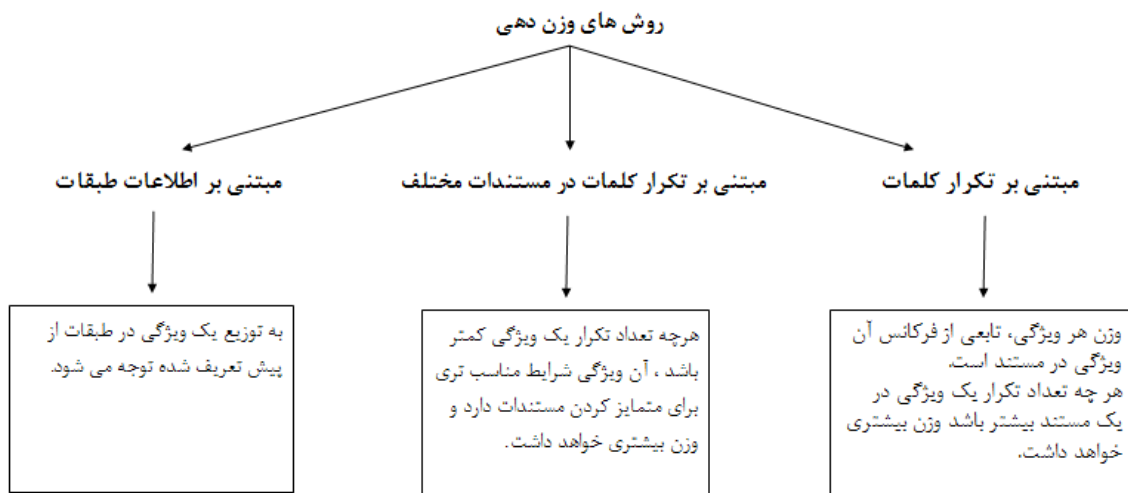 روش های وزن دهی
مبتنی بر تکرار کلمات
مبتنی بر تکرار کلمات در مستندات مختلف
مبتنی بر اطلاعات طبقات
وزن هر ویژگی، تابعی از فرکانس آن
ویژگی در مستند است.
هر چه تعداد تکرار یک ویژگی در
یک مستند بیشتر باشد وزن بیشتری
خواهد داشت.
هرچه تعداد تکرار یک ویژگی کمتر
باشد ، آن ویژگی شرایط مناسب تری
برای متمایز کردن مستندات دارد و
وزن بیشتری خواهد داشت.
به توزیع یک ویژگی در طبقات از
پیش تعریف شده توجه می شود.